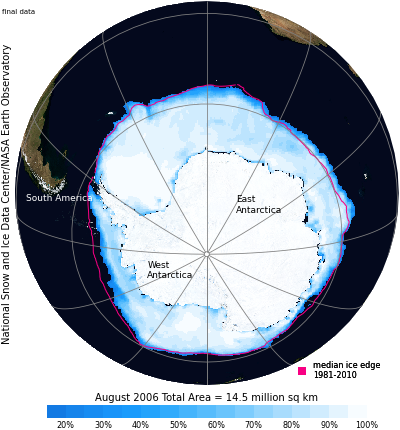 final data
National Snow and Ice Data Center/NASA Earth Observatory
South America
East
Antarctica
West
Antarctica
median ice edge
1981-2010
August 2006 Total Area = 14.5 million sq km
20% 30% 40% 50% 60% 70% 80% 90% 100%